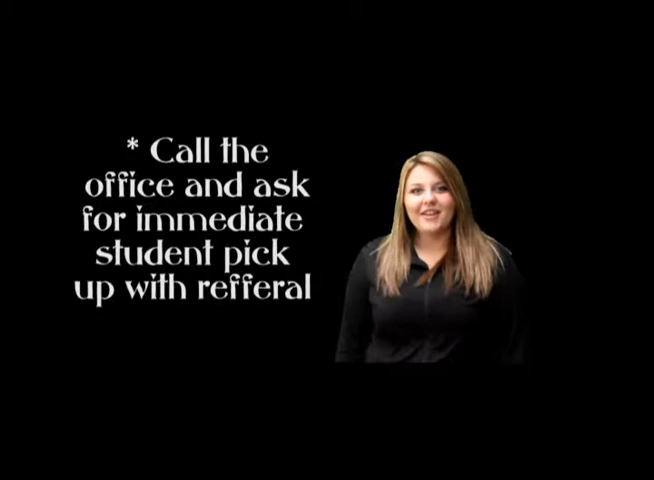 * Call the
office and ask
for immediate
student pick
up with refferal